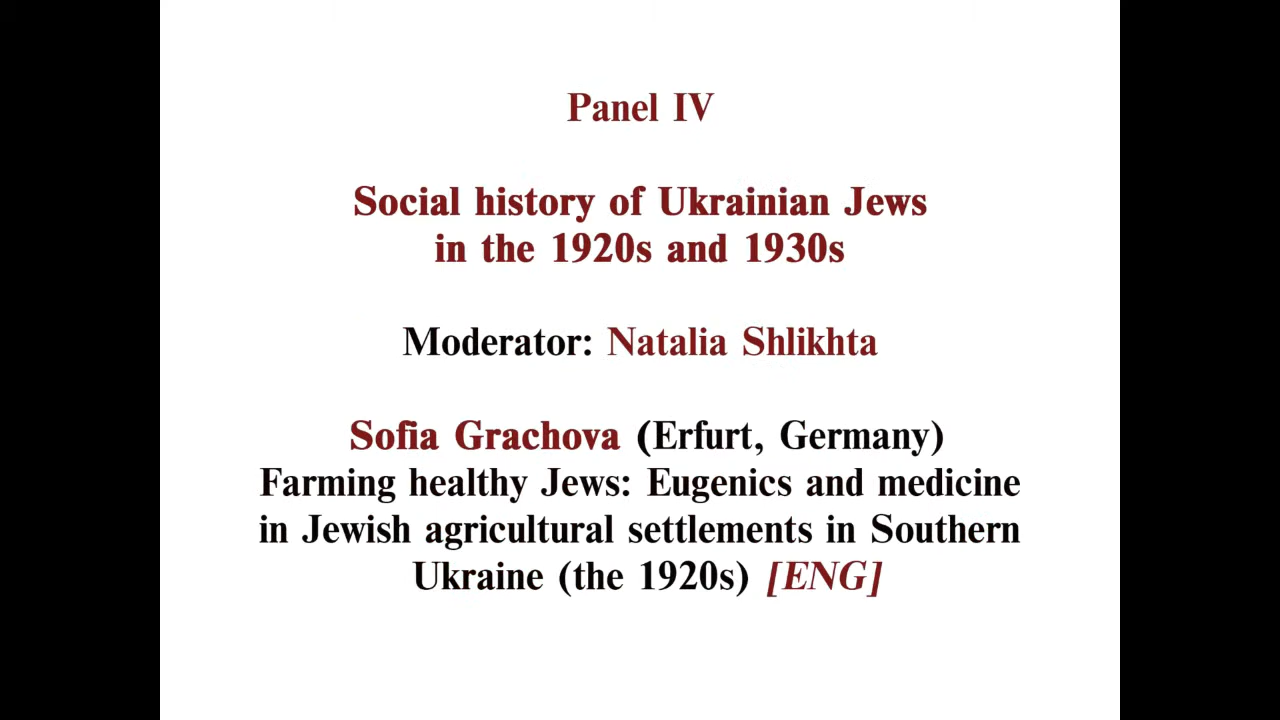 Panel IV
Social history of Ukrainian Jews
in the 1920s and 1930s
Moderator: Natalia Shlikhta
Sofia Grachova (Erfurt, Germany)
Farming healthy Jews: Eugenics and medicine
in Jewish agricultural settlements in Southern
Ukraine (the 1920s) [ENG]